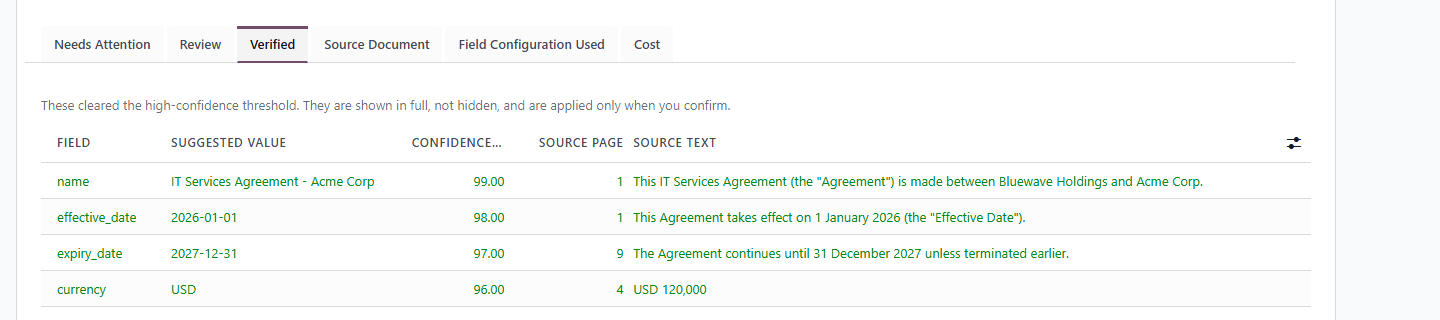 Needs Attention Review Verified Source Document Field Configuration Used Cost
These cleared the high-confidence threshold. They are shown in full, not hidden, and are applied only when you confirm.
FIELD SUGGESTED VALUE CONFIDENCE... SOURCE PAGE SOURCE TEXT
name IT Services Agreement - Acme Corp 99.00 1 This IT Services Agreement (the "Agreement") is made between Bluewave Holdings and Acme Corp.
effective_date 2026-01-01 98.00 1 This Agreement takes effect on 1 January 2026 (the "Effective Date").
expiry_date 2027-12-31 97.00 9 The Agreement continues until 31 December 2027 unless terminated earlier.
currency USD 96.00 4 USD 120,000